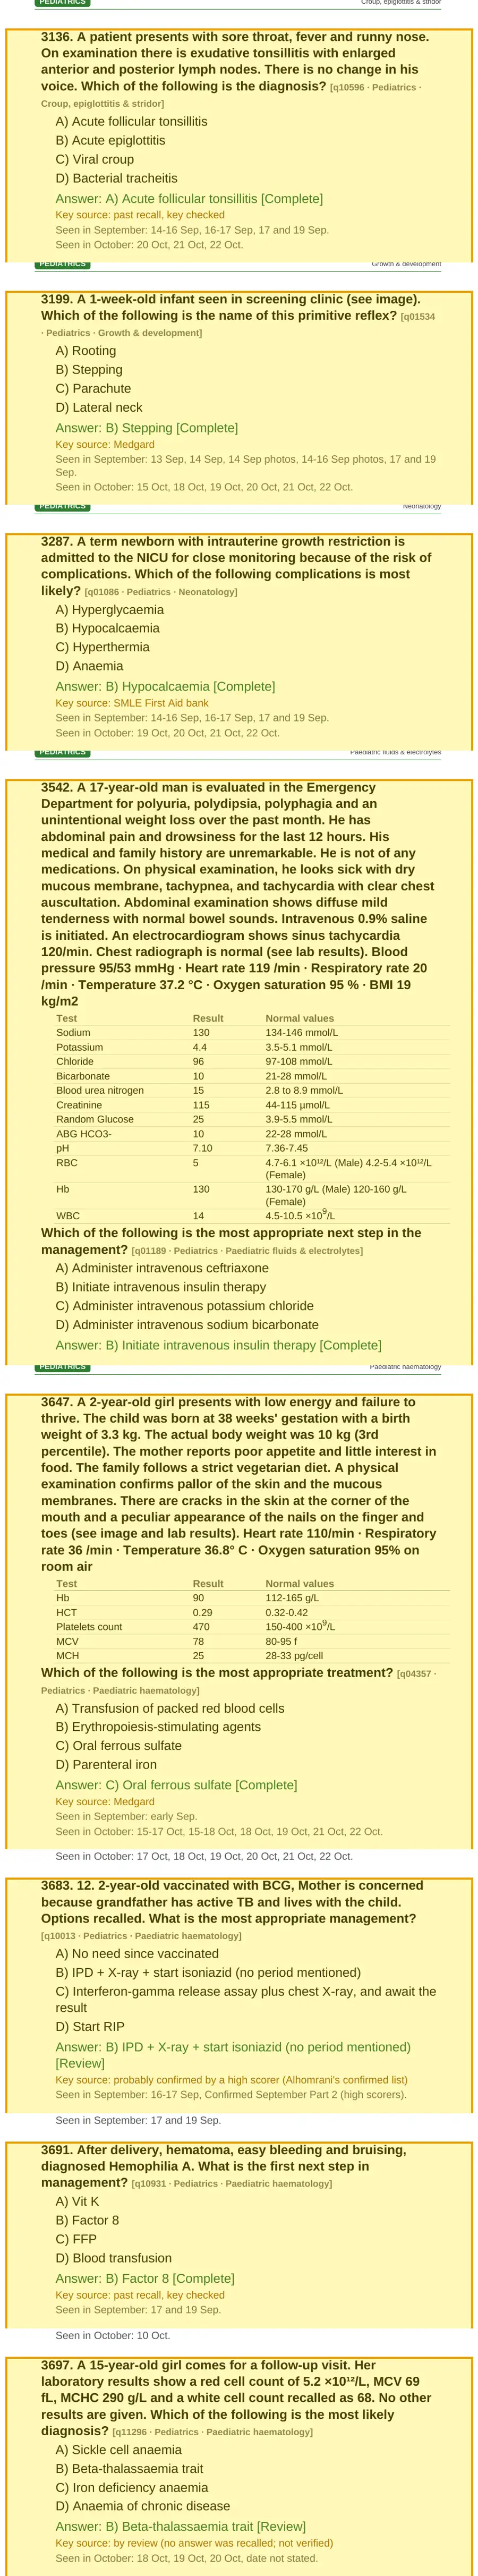 PEDIATRICS Croup, epiglottitis & stridor
3136. A patient presents with sore throat, fever and runny nose.
On examination there is exudative tonsillitis with enlarged
anterior and posterior lymph nodes. There is no change in his
voice. Which of the following is the diagnosis? [q10596 · Pediatrics ·
Croup, epiglottitis & stridor]
A) Acute follicular tonsillitis
B) Acute epiglottitis
C) Viral croup
D) Bacterial tracheitis
Answer: A) Acute follicular tonsillitis [Complete]
Key source: past recall, key checked
Seen in September: 14-16 Sep, 16-17 Sep, 17 and 19 Sep.
Seen in October: 20 Oct, 21 Oct, 22 Oct.
PEDIATRICS Growth & development
3199. A 1-week-old infant seen in screening clinic (see image).
Which of the following is the name of this primitive reflex? [q01534
· Pediatrics · Growth & development]
A) Rooting
B) Stepping
C) Parachute
D) Lateral neck
Answer: B) Stepping [Complete]
Key source: Medgard
Seen in September: 13 Sep, 14 Sep, 14 Sep photos, 14-16 Sep photos, 17 and 19
Sep.
Seen in October: 15 Oct, 18 Oct, 19 Oct, 20 Oct, 21 Oct, 22 Oct.
PEDIATRICS Neonatology
3287. A term newborn with intrauterine growth restriction is
admitted to the NICU for close monitoring because of the risk of
complications. Which of the following complications is most
likely? [q01086 · Pediatrics · Neonatology]
A) Hyperglycaemia
B) Hypocalcaemia
C) Hyperthermia
D) Anaemia
Answer: B) Hypocalcaemia [Complete]
Key source: SMLE First Aid bank
Seen in September: 14-16 Sep, 16-17 Sep, 17 and 19 Sep.
Seen in October: 19 Oct, 20 Oct, 21 Oct, 22 Oct.
PEDIATRICS Paediatric fluids & electrolytes
3542. A 17-year-old man is evaluated in the Emergency
Department for polyuria, polydipsia, polyphagia and an
unintentional weight loss over the past month. He has
abdominal pain and drowsiness for the last 12 hours. His
medical and family history are unremarkable. He is not of any
medications. On physical examination, he looks sick with dry
mucous membrane, tachypnea, and tachycardia with clear chest
auscultation. Abdominal examination shows diffuse mild
tenderness with normal bowel sounds. Intravenous 0.9% saline
is initiated. An electrocardiogram shows sinus tachycardia
120/min. Chest radiograph is normal (see lab results). Blood
pressure 95/53 mmHg · Heart rate 119 /min · Respiratory rate 20
/min · Temperature 37.2 °C · Oxygen saturation 95 % · BMI 19
kg/m2
Test Result Normal values
Sodium 130 134-146 mmol/L
Potassium 4.4 3.5-5.1 mmol/L
Chloride 96 97-108 mmol/L
Bicarbonate 10 21-28 mmol/L
Blood urea nitrogen 15 2.8 to 8.9 mmol/L
Creatinine 115 44-115 µmol/L
Random Glucose 25 3.9-5.5 mmol/L
ABG HCO3- 10 22-28 mmol/L
pH 7.10 7.36-7.45
RBC 5 4.7-6.1 ×10¹²/L (Male) 4.2-5.4 ×10¹²/L
(Female)
Hb 130 130-170 g/L (Male) 120-160 g/L
(Female)
WBC 14 4.5-10.5 ×10⁹/L
Which of the following is the most appropriate next step in the
management? [q01189 · Pediatrics · Paediatric fluids & electrolytes]
A) Administer intravenous ceftriaxone
B) Initiate intravenous insulin therapy
C) Administer intravenous potassium chloride
D) Administer intravenous sodium bicarbonate
Answer: B) Initiate intravenous insulin therapy [Complete]
PEDIATRICS Paediatric haematology
3647. A 2-year-old girl presents with low energy and failure to
thrive. The child was born at 38 weeks' gestation with a birth
weight of 3.3 kg. The actual body weight was 10 kg (3rd
percentile). The mother reports poor appetite and little interest in
food. The family follows a strict vegetarian diet. A physical
examination confirms pallor of the skin and the mucous
membranes. There are cracks in the skin at the corner of the
mouth and a peculiar appearance of the nails on the finger and
toes (see image and lab results). Heart rate 110/min · Respiratory
rate 36 /min · Temperature 36.8° C · Oxygen saturation 95% on
room air
Test Result Normal values
Hb 90 112-165 g/L
HCT 0.29 0.32-0.42
Platelets count 470 150-400 ×10⁹/L
MCV 78 80-95 f
MCH 25 28-33 pg/cell
Which of the following is the most appropriate treatment? [q04357 ·
Pediatrics · Paediatric haematology]
A) Transfusion of packed red blood cells
B) Erythropoiesis-stimulating agents
C) Oral ferrous sulfate
D) Parenteral iron
Answer: C) Oral ferrous sulfate [Complete]
Key source: Medgard
Seen in September: early Sep.
Seen in October: 15-17 Oct, 15-18 Oct, 18 Oct, 19 Oct, 21 Oct, 22 Oct.
Seen in October: 17 Oct, 18 Oct, 19 Oct, 20 Oct, 21 Oct, 22 Oct.
3683. 12. 2-year-old vaccinated with BCG, Mother is concerned
because grandfather has active TB and lives with the child.
Options recalled. What is the most appropriate management?
[q10013 · Pediatrics · Paediatric haematology]
A) No need since vaccinated
B) IPD + X-ray + start isoniazid (no period mentioned)
C) Interferon-gamma release assay plus chest X-ray, and await the
result
D) Start RIP
Answer: B) IPD + X-ray + start isoniazid (no period mentioned)
[Review]
Key source: probably confirmed by a high scorer (Alhomrani's confirmed list)
Seen in September: 16-17 Sep, Confirmed September Part 2 (high scorers).
Seen in September: 17 and 19 Sep.
3691. After delivery, hematoma, easy bleeding and bruising,
diagnosed Hemophilia A. What is the first next step in
management? [q10931 · Pediatrics · Paediatric haematology]
A) Vit K
B) Factor 8
C) FFP
D) Blood transfusion
Answer: B) Factor 8 [Complete]
Key source: past recall, key checked
Seen in September: 17 and 19 Sep.
Seen in October: 10 Oct.
3697. A 15-year-old girl comes for a follow-up visit. Her
laboratory results show a red cell count of 5.2 ×10¹²/L, MCV 69
fL, MCHC 290 g/L and a white cell count recalled as 68. No other
results are given. Which of the following is the most likely
diagnosis? [q11296 · Pediatrics · Paediatric haematology]
A) Sickle cell anaemia
B) Beta-thalassaemia trait
C) Iron deficiency anaemia
D) Anaemia of chronic disease
Answer: B) Beta-thalassaemia trait [Review]
Key source: by review (no answer was recalled; not verified)
Seen in October: 18 Oct, 19 Oct, 20 Oct, date not stated.